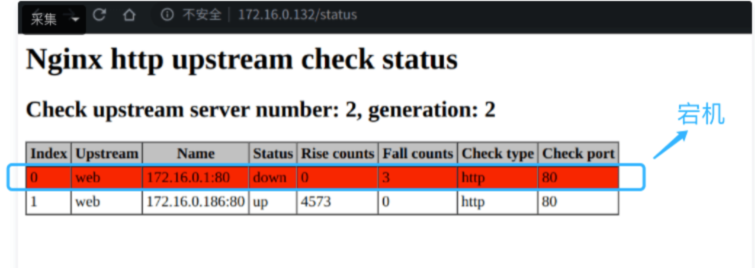 采集
不安全 172.16.0.132/status
Nginx http upstream check status
Check upstream server number: 2, generation: 2
宕机
Index Upstream Name Status Rise counts Fall counts Check type Check port
0 web 172.16.0.1:80 down 0 3 http 80
1 web 172.16.0.186:80 up 4573 0 http 80